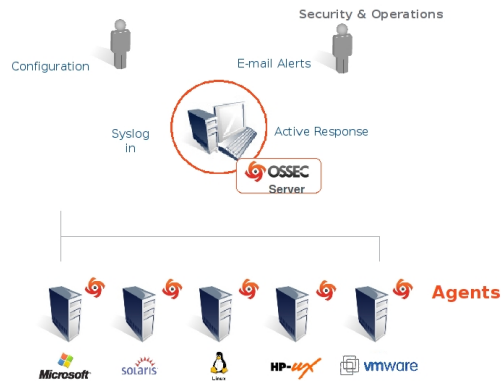 Security & Operations
Configuration
E-mail Alerts
Syslog
in
Active Response
OSSEC
Server
Agents
Microsoft
solaris
Linux
HP-UX
vmware